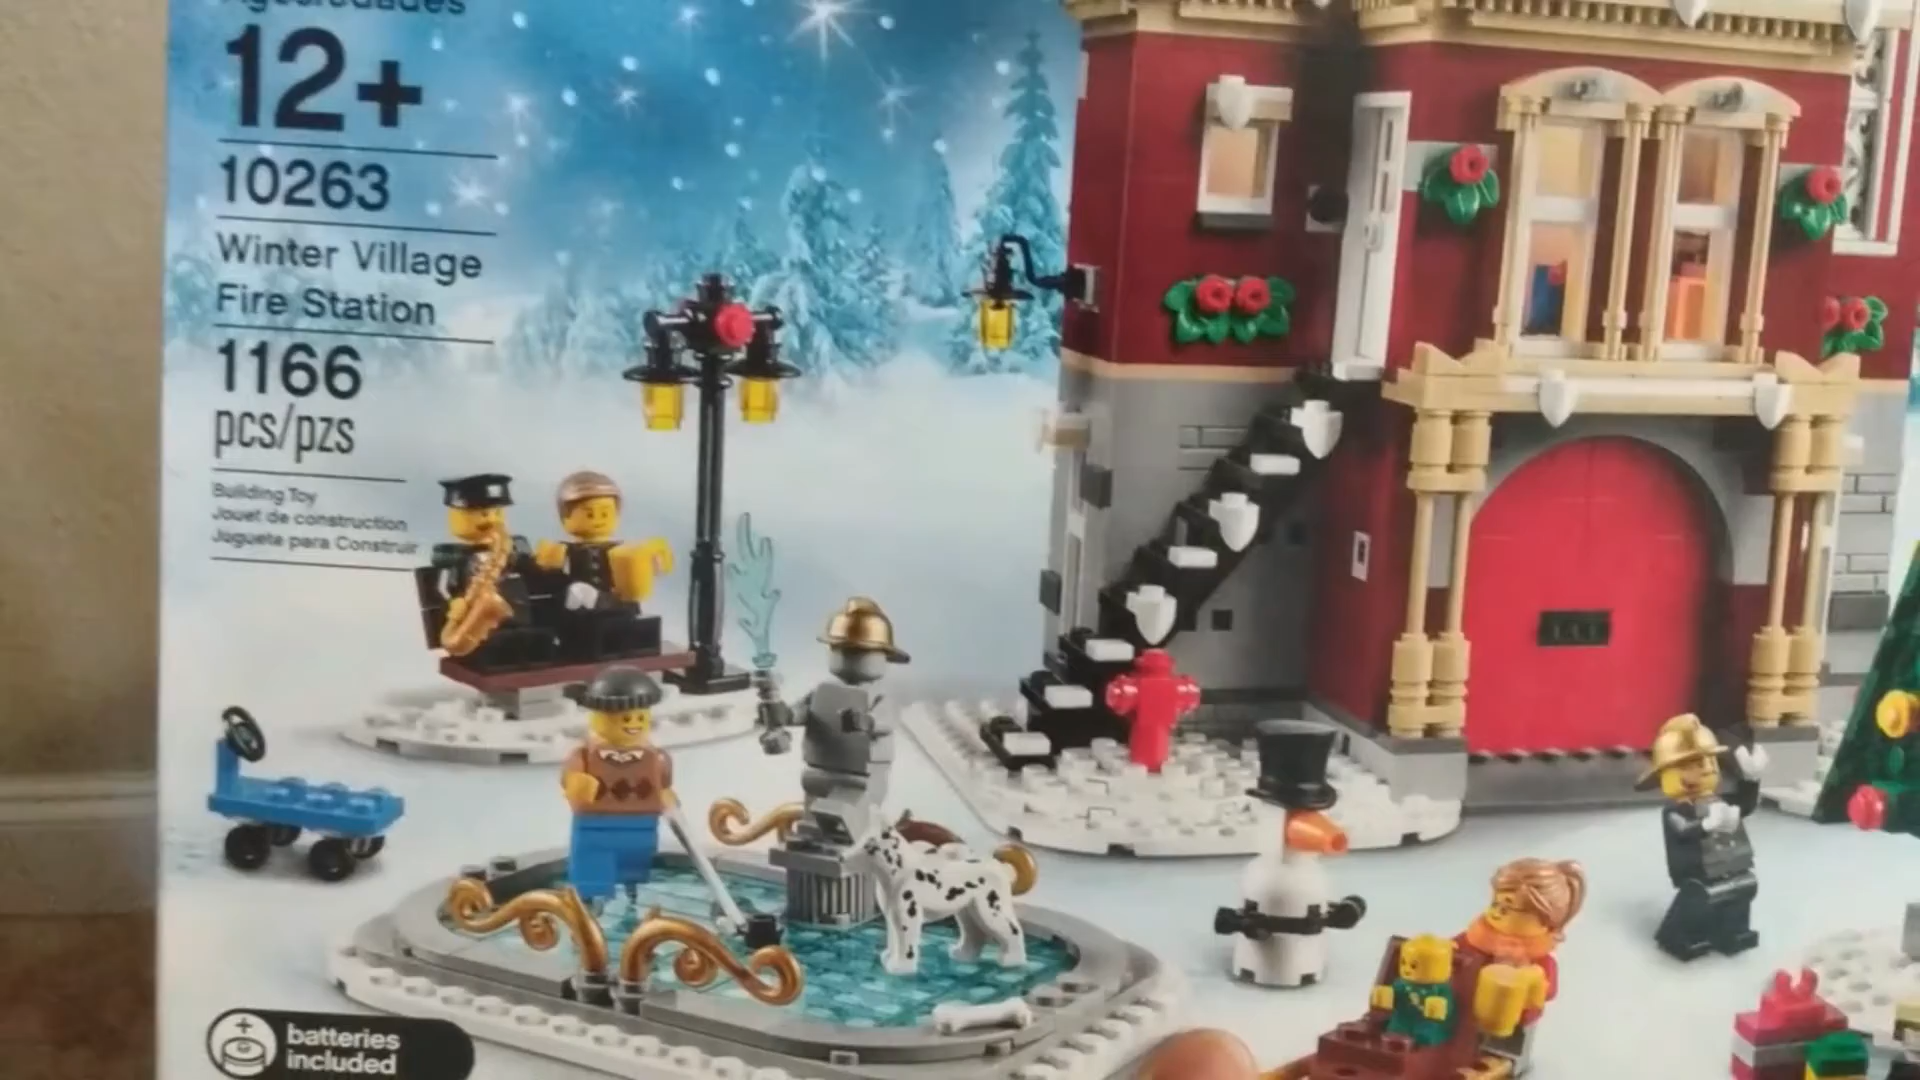 12+
10263
Winter Village
Fire Station
1166
pcs/pzs
Building Toy
Jouet de construction
Juguete para Construir
batteries
included